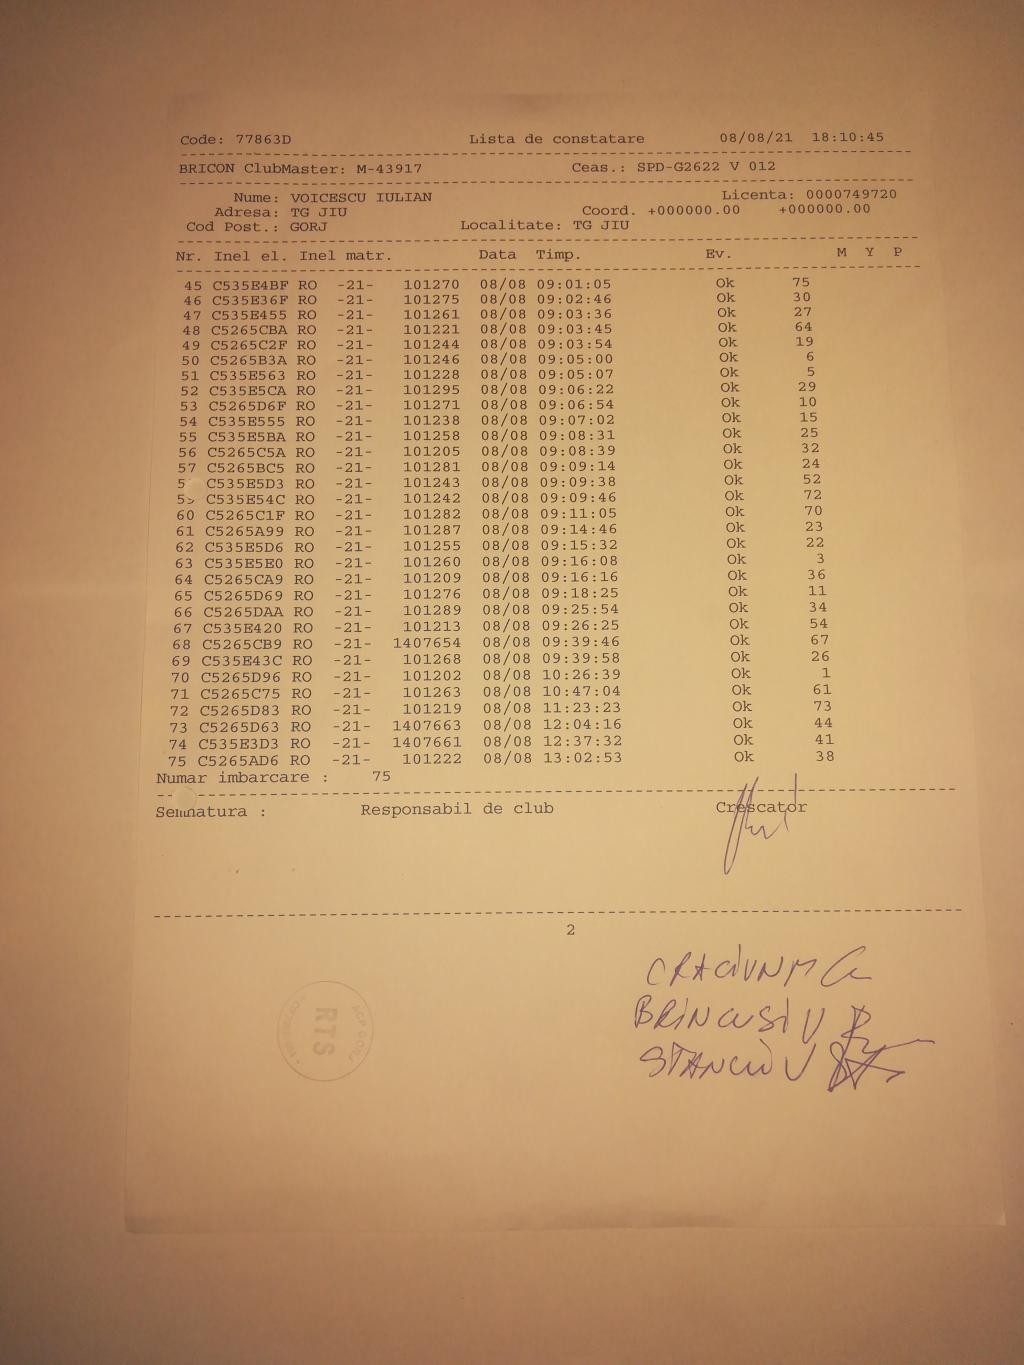 Code: 77863D Lista de constatare 08/08/21 18:10:45
BRICON ClubMaster: M-43917 Ceas.: SPD-G2622 V 012
Nume: VOICESCU IULIAN Licenta: 0000749720
Adresa: TG JIU Coord. +000000.00 +000000.00
Cod Post.: GORJ Localitate: TG JIU
Nr. Inel el. Inel matr. Data Timp. Ev. M Y P
45 C535E4BF RO -21- 101270 08/08 09:01:05 Ok 75
46 C535E36F RO -21- 101275 08/08 09:02:46 Ok 30
47 C535E455 RO -21- 101261 08/08 09:03:36 Ok 27
48 C5265CBA RO -21- 101221 08/08 09:03:45 Ok 64
49 C5265C2F RO -21- 101244 08/08 09:03:54 Ok 19
50 C5265B3A RO -21- 101246 08/08 09:05:00 Ok 6
51 C535E563 RO -21- 101228 08/08 09:05:07 Ok 5
52 C535E5CA RO -21- 101295 08/08 09:06:22 Ok 29
53 C5265D6F RO -21- 101271 08/08 09:06:54 Ok 10
54 C535E555 RO -21- 101238 08/08 09:07:02 Ok 15
55 C535E5BA RO -21- 101258 08/08 09:08:31 Ok 25
56 C5265C5A RO -21- 101205 08/08 09:08:39 Ok 32
57 C5265BC5 RO -21- 101281 08/08 09:09:14 Ok 24
C535E5D3 RO -21- 101243 08/08 09:09:38 Ok 52
C535E54C RO -21- 101242 08/08 09:09:46 Ok 72
60 C5265C1F RO -21- 101282 08/08 09:11:05 Ok 70
61 C5265A99 RO -21- 101287 08/08 09:14:46 Ok 23
62 C535E5D6 RO -21- 101255 08/08 09:15:32 Ok 22
63 C535E5E0 RO -21- 101260 08/08 09:16:08 Ok 3
64 C5265CA9 RO -21- 101209 08/08 09:16:16 Ok 36
65 C5265D69 RO -21- 101276 08/08 09:18:25 Ok 11
66 C5265DAA RO -21- 101289 08/08 09:25:54 Ok 34
67 C535E420 RO -21- 101213 08/08 09:26:25 Ok 54
68 C5265CB9 RO -21- 1407654 08/08 09:39:46 Ok 67
69 C535E43C RO -21- 101268 08/08 09:39:58 Ok 26
70 C5265D96 RO -21- 101202 08/08 10:26:39 Ok 1
71 C5265C75 RO -21- 101263 08/08 10:47:04 Ok 61
72 C5265D83 RO -21- 101219 08/08 11:23:23 Ok 73
73 C5265D63 RO -21- 1407663 08/08 12:04:16 Ok 44
74 C535E3D3 RO -21- 1407661 08/08 12:37:32 Ok 41
75 C5265AD6 RO -21- 101222 08/08 13:02:53 Ok 38
Numar imbarcare : 75
Semnatura : Responsabil de club Crescator
2
CRACIUN M
BRINCUSI V
STANCIU V
RTS